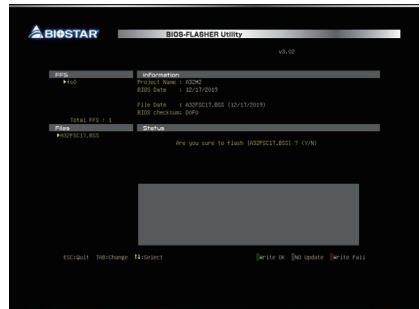 BIOSTAR BIOS-FLASHER Utility
v3.02
FFS
fs0
Total FFS : 1
Information
Project Name : A32M2
BIOS Date : 12/17/2019
File Date : A32FSC17.BSS (12/17/2019)
BIOS checksum: D0F0
Files
A32FSC17.BSS
Status
Are you sure to flash [A32FSC17.BSS] ? (Y/N)
ESC:Quit TAB:Change ↑↓:Select
Write OK NO Update Write Fail